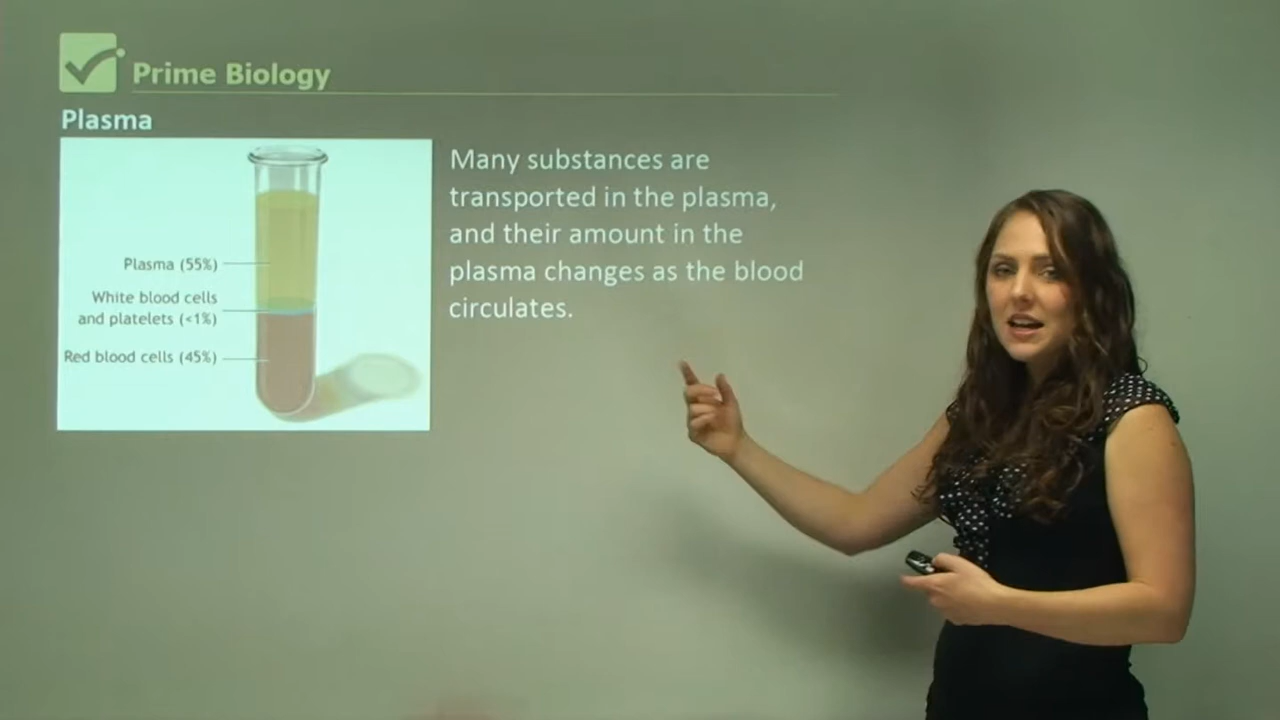 Prime Biology
Plasma
Many substances are
transported in the plasma,
and their amount in the
plasma changes as the blood
circulates.
Plasma (55%)
White blood cells
and platelets (<1%)
Red blood cells (45%)